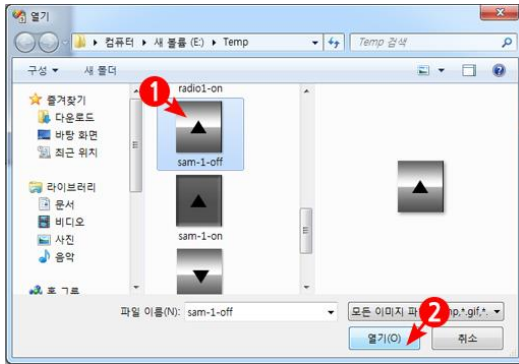 열기
컴퓨터 ▸ 새 볼륨 (E:) ▸ Temp
Temp 검색
구성 ▾ 새 폴더
즐겨찾기
다운로드
바탕 화면
최근 위치
라이브러리
문서
비디오
사진
음악
radio1-on
1
sam-1-off
sam-1-on
파일 이름(N): sam-1-off
모든 이미지 2 mp,*.gif,*.
열기(O)
취소